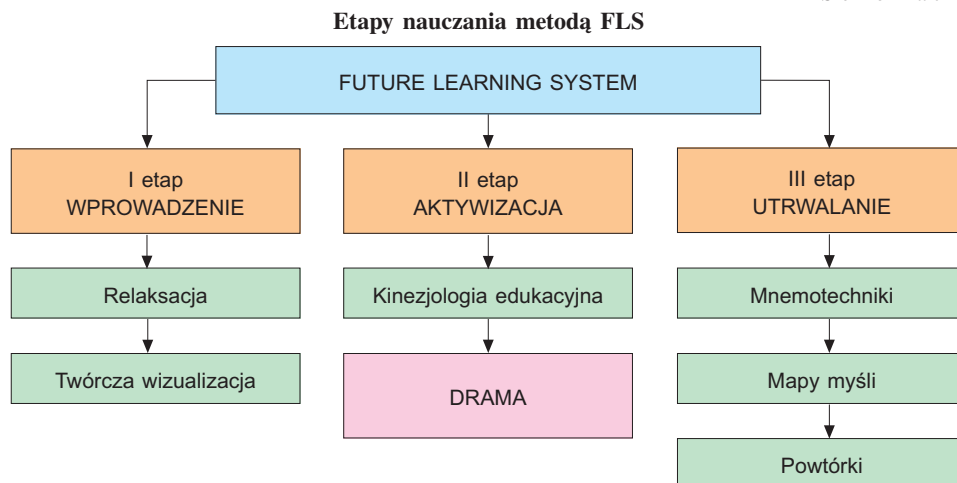 Etapy nauczania metodą FLS
FUTURE LEARNING SYSTEM
I etap
WPROWADZENIE
II etap
AKTYWIZACJA
III etap
UTRWALANIE
Relaksacja
Kinezjologia edukacyjna
Mnemotechniki
Twórcza wizualizacja
DRAMA
Mapy myśli
Powtórki